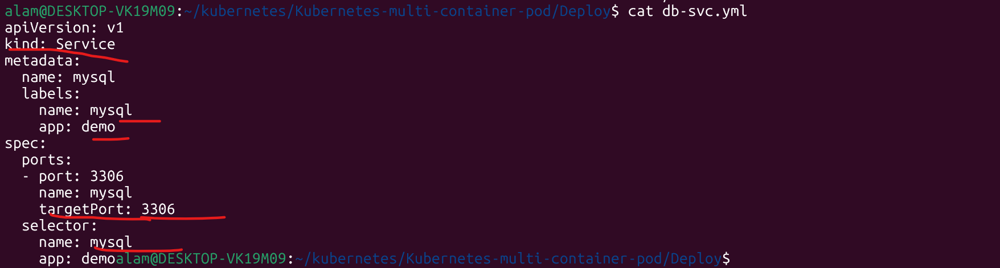 alam@DESKTOP-VK19M09:~/kubernetes/Kubernetes-multi-container-pod/Deploy$ cat db-svc.yml
apiVersion: v1
kind: Service
metadata:
  name: mysql
  labels:
    name: mysql
    app: demo
spec:
  ports:
  - port: 3306
    name: mysql
    targetPort: 3306
  selector:
    name: mysql
    app: demoalam@DESKTOP-VK19M09:~/kubernetes/Kubernetes-multi-container-pod/Deploy$